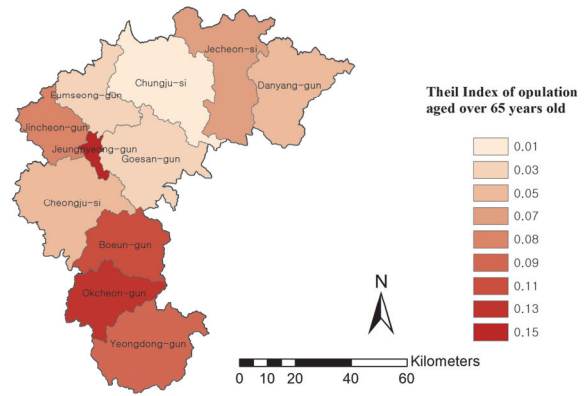 Jecheon-si
Chungju-si
Danyang-gun
Eumseong-gun
Jincheon-gun
Jeungpyeong-gun
Goesan-gun
Cheongju-si
Boeun-gun
Okcheon-gun
Yeongdong-gun
Theil Index of opulation
aged over 65 years old
0.01
0.03
0.05
0.07
0.08
0.09
0.11
0.13
0.15
N
Kilometers
0 10 20 40 60